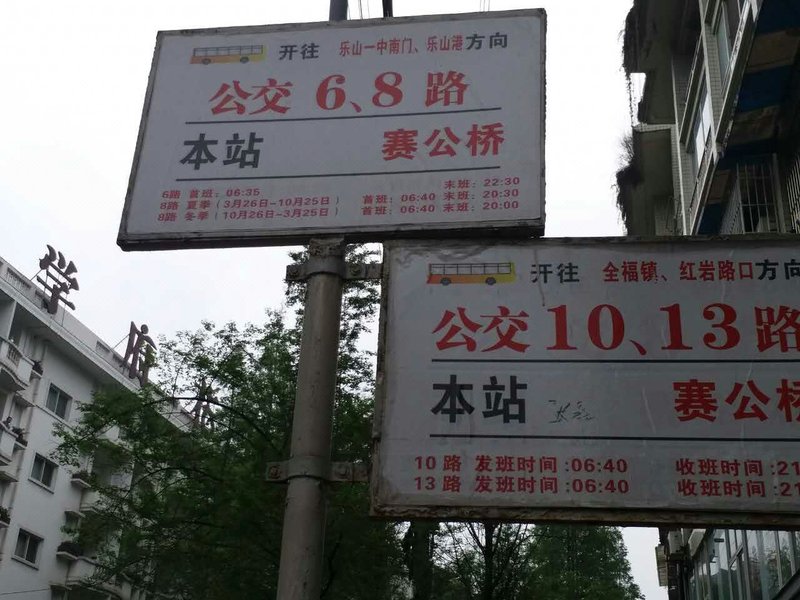 开往 乐山一中南门、乐山港方向
公交 6、8 路
本站 赛公桥
6路 首班：06:35 末班：22:30
8路 夏季（3月26日-10月25日） 首班：06:40 末班：20:30
8路 冬季（10月26日-3月25日） 首班：06:40 末班：20:00
开往 全福镇、红岩路口方向
公交 10、13 路
本站 赛公桥
10 路 发班时间:06:40 收班时间:21
13 路 发班时间:06:40 收班时间:21
学府